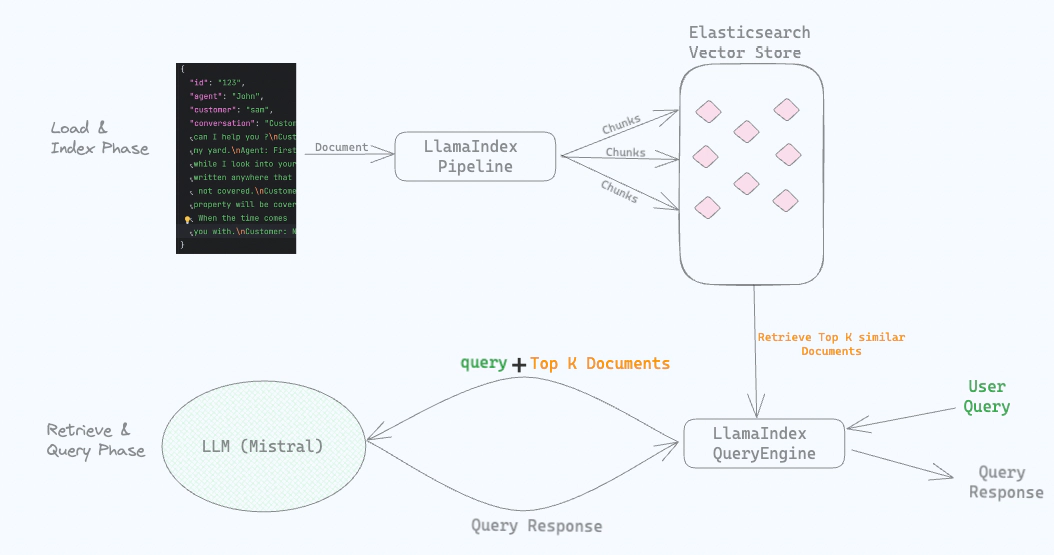 Elasticsearch
Vector Store
Load &
Index Phase
{
"id": "123",
"agent": "John",
"customer": "sam",
"conversation": "Custom
can I help you ?\nCust
my yard.\nAgent: First
while I look into your
written anywhere that
not covered.\nCustome
property will be cover
When the time comes
you with.\nCustomer: N
}
Document
LlamaIndex
Pipeline
Chunks
Chunks
Chunks
Retrieve Top K similar
Documents
query + Top K Documents
User
Query
Retrieve &
Query Phase
LLM (Mistral)
LlamaIndex
QueryEngine
Query
Response
Query Response